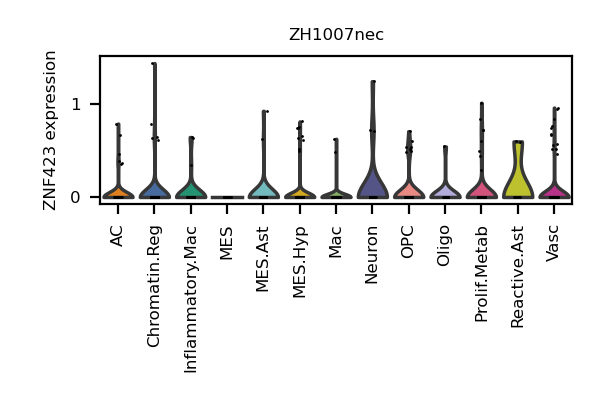 ZH1007nec
ZNF423 expression
1
0
AC
Chromatin.Reg
Inflammatory.Mac
MES
MES.Ast
MES.Hyp
Mac
Neuron
OPC
Oligo
Prolif.Metab
Reactive.Ast
Vasc